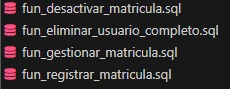 fun_desactivar_matricula.sql
fun_eliminar_usuario_completo.sql
fun_gestionar_matricula.sql
fun_registrar_matricula.sql